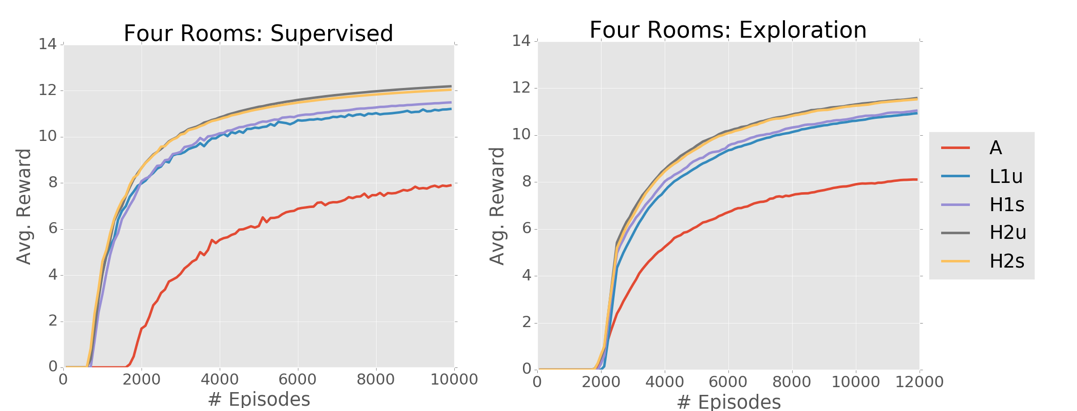 Four Rooms: Supervised
14
12
10
8
6
4
2
0
Avg. Reward
0 2000 4000 6000 8000 10000
# Episodes
Four Rooms: Exploration
14
12
10
8
6
4
2
0
Avg. Reward
0 2000 4000 6000 8000 10000 12000
# Episodes
A
L1u
H1s
H2u
H2s